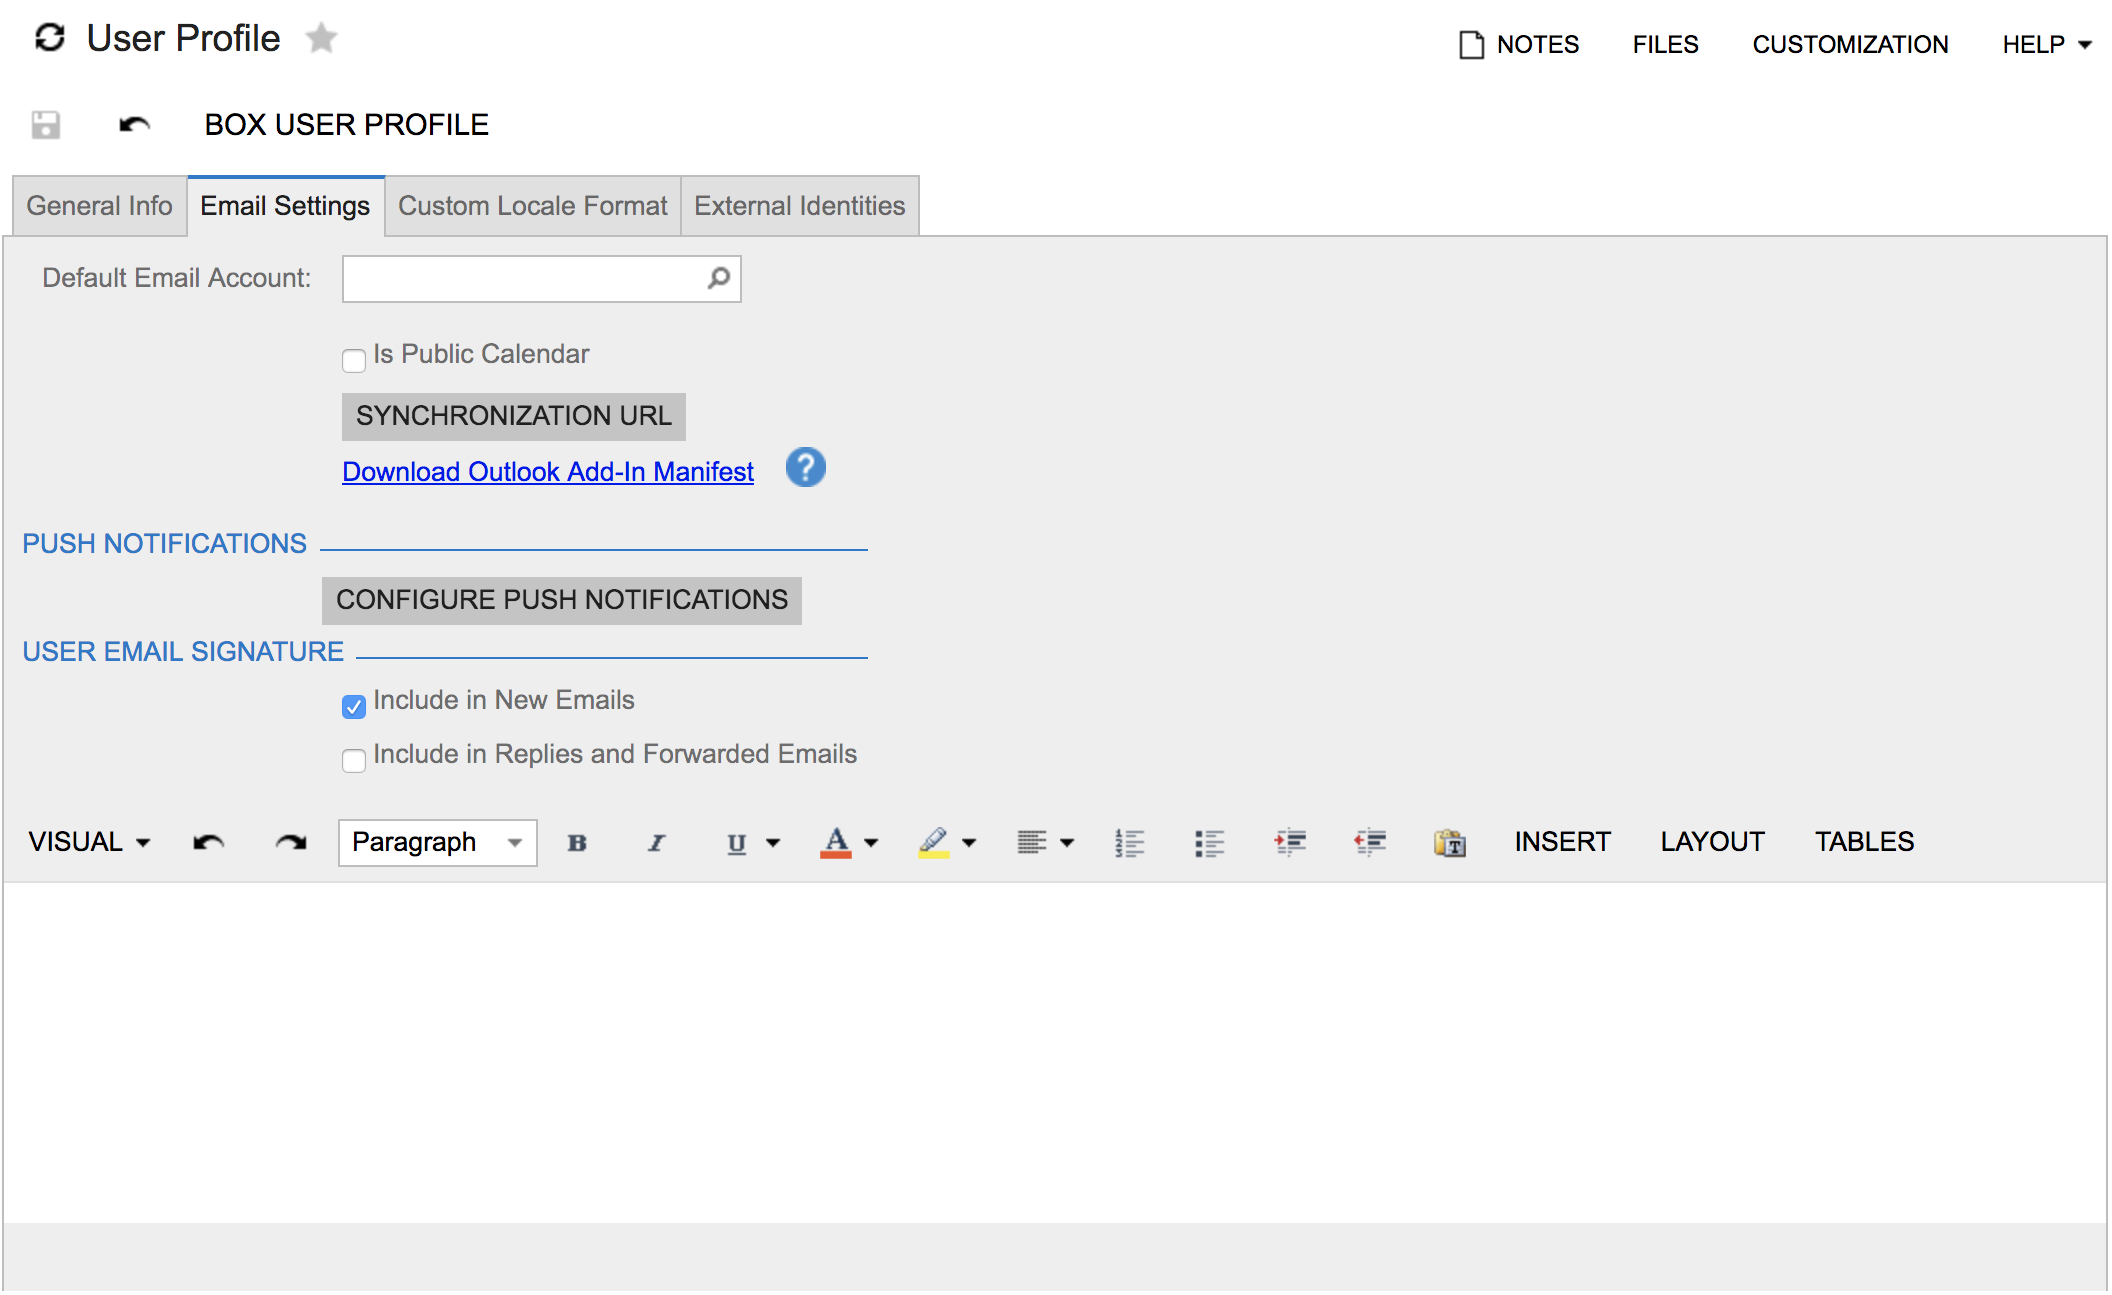 User Profile
NOTES FILES CUSTOMIZATION HELP
BOX USER PROFILE
General Info Email Settings Custom Locale Format External Identities
Default Email Account:
Is Public Calendar
SYNCHRONIZATION URL
Download Outlook Add-In Manifest ?
PUSH NOTIFICATIONS
CONFIGURE PUSH NOTIFICATIONS
USER EMAIL SIGNATURE
Include in New Emails
Include in Replies and Forwarded Emails
VISUAL Paragraph B I U A INSERT LAYOUT TABLES